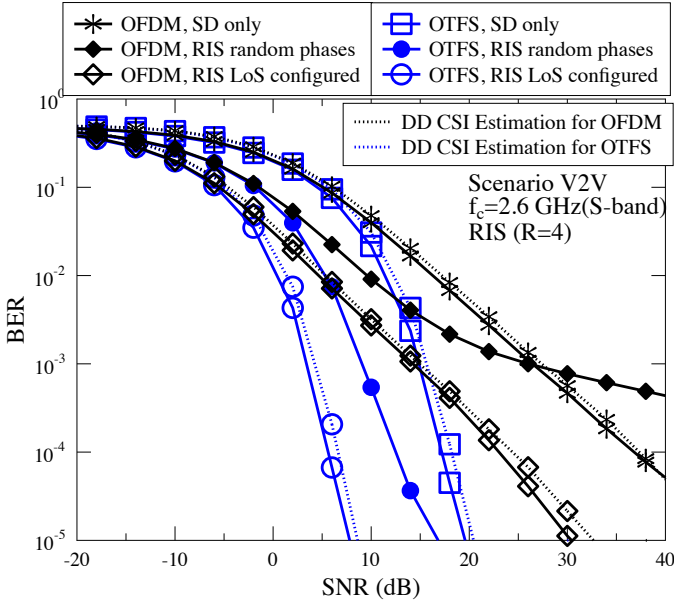 OFDM, SD only
OFDM, RIS random phases
OFDM, RIS LoS configured
OTFS, SD only
OTFS, RIS random phases
OTFS, RIS LoS configured
DD CSI Estimation for OFDM
DD CSI Estimation for OTFS
Scenario V2V
f_c=2.6 GHz(S-band)
RIS (R=4)
BER
10^0
10^-1
10^-2
10^-3
10^-4
10^-5
-20 -10 0 10 20 30 40
SNR (dB)